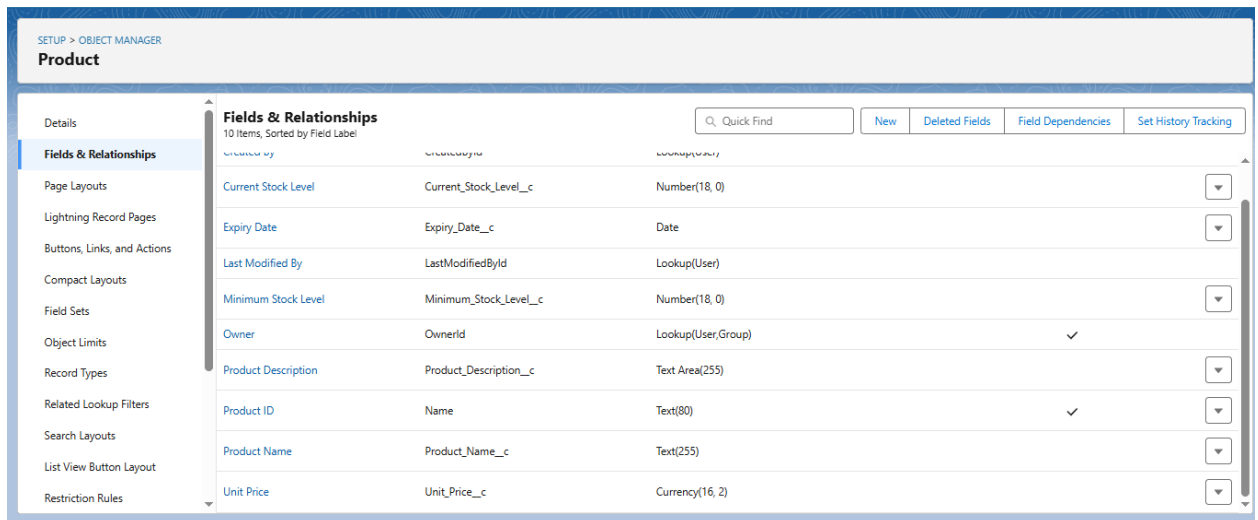 SETUP > OBJECT MANAGER
Product
Details
Fields & Relationships
Page Layouts
Lightning Record Pages
Buttons, Links, and Actions
Compact Layouts
Field Sets
Object Limits
Record Types
Related Lookup Filters
Search Layouts
List View Button Layout
Restriction Rules
Fields & Relationships
10 Items, Sorted by Field Label
Quick Find
New
Deleted Fields
Field Dependencies
Set History Tracking
Created By CreatedById Lookup(User)
Current Stock Level Current_Stock_Level__c Number(18, 0)
Expiry Date Expiry_Date__c Date
Last Modified By LastModifiedById Lookup(User)
Minimum Stock Level Minimum_Stock_Level__c Number(18, 0)
Owner OwnerId Lookup(User,Group)
Product Description Product_Description__c Text Area(255)
Product ID Name Text(80)
Product Name Product_Name__c Text(255)
Unit Price Unit_Price__c Currency(16, 2)